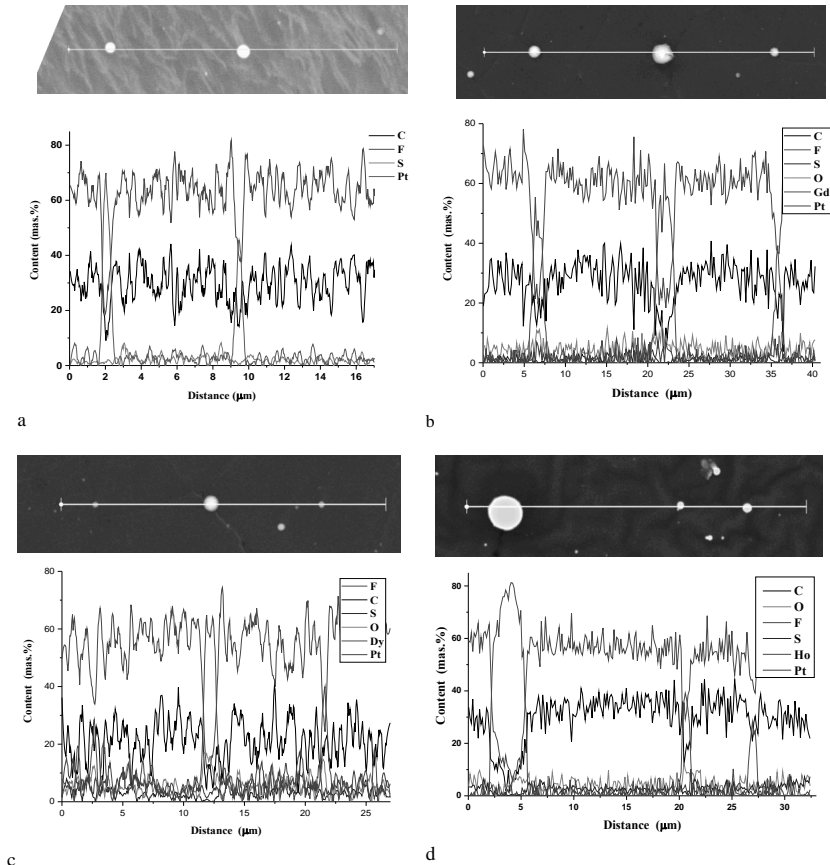 C
F
S
Pt
80
60
40
20
0
Content (mas.%)
0 2 4 6 8 10 12 14 16
Distance (μm)
a
C
F
S
O
Gd
Pt
80
60
40
20
0
Content (mas.%)
0 5 10 15 20 25 30 35 40
Distance (μm)
b
F
C
S
O
Dy
Pt
80
60
40
20
0
Content (mas.%)
0 5 10 15 20 25
Distance (μm)
c
C
O
F
S
Ho
Pt
80
60
40
20
0
Content (mas.%)
0 5 10 15 20 25 30
Distance (μm)
d